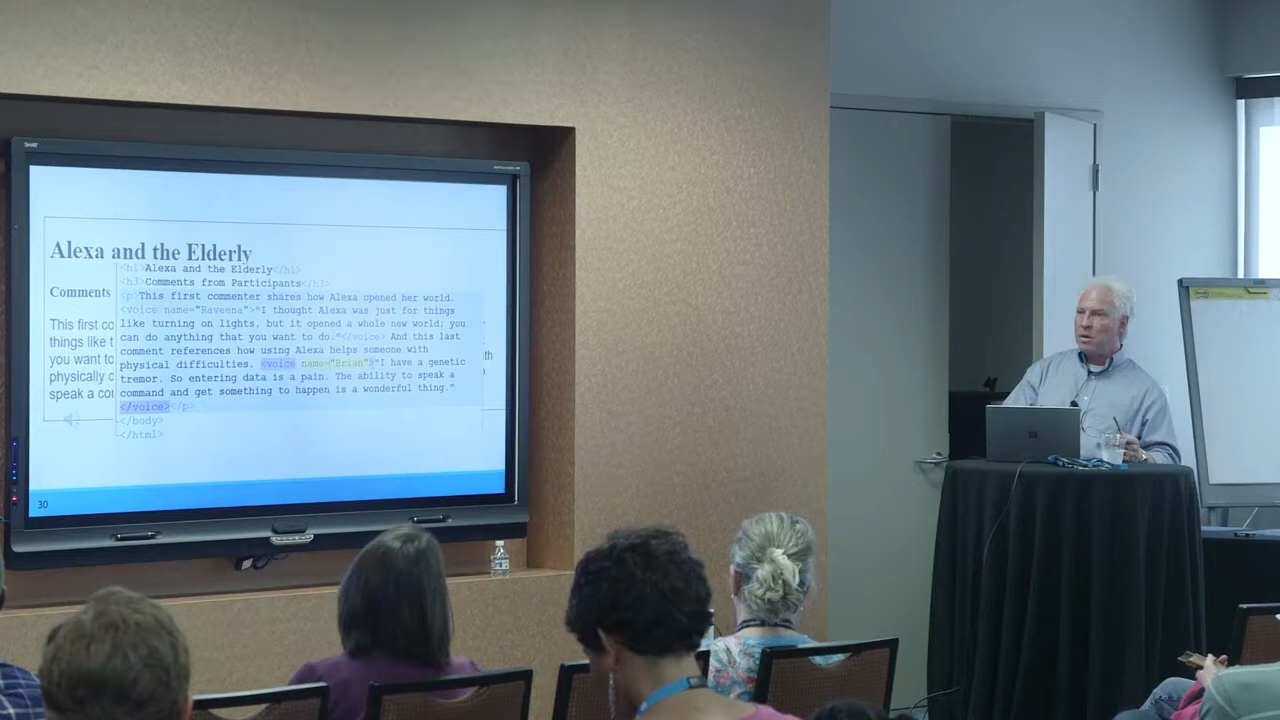 SMART
Alexa and the Elderly
<h1>Alexa and the Elderly</h1>
Comments
<h3>Comments from Participants</h3>
<p>This first commenter shares how Alexa opened her world.
<voice name="Raveena">"I thought Alexa was just for things
like turning on lights, but it opened a whole new world; you
can do anything that you want to do."</voice> And this last
comment references how using Alexa helps someone with
physical difficulties. <voice name="Brian">"I have a genetic
tremor. So entering data is a pain. The ability to speak a
command and get something to happen is a wonderful thing."
</voice></p>
</body>
</html>
This first co
things like t
you want to
physically c
speak a co
th
30